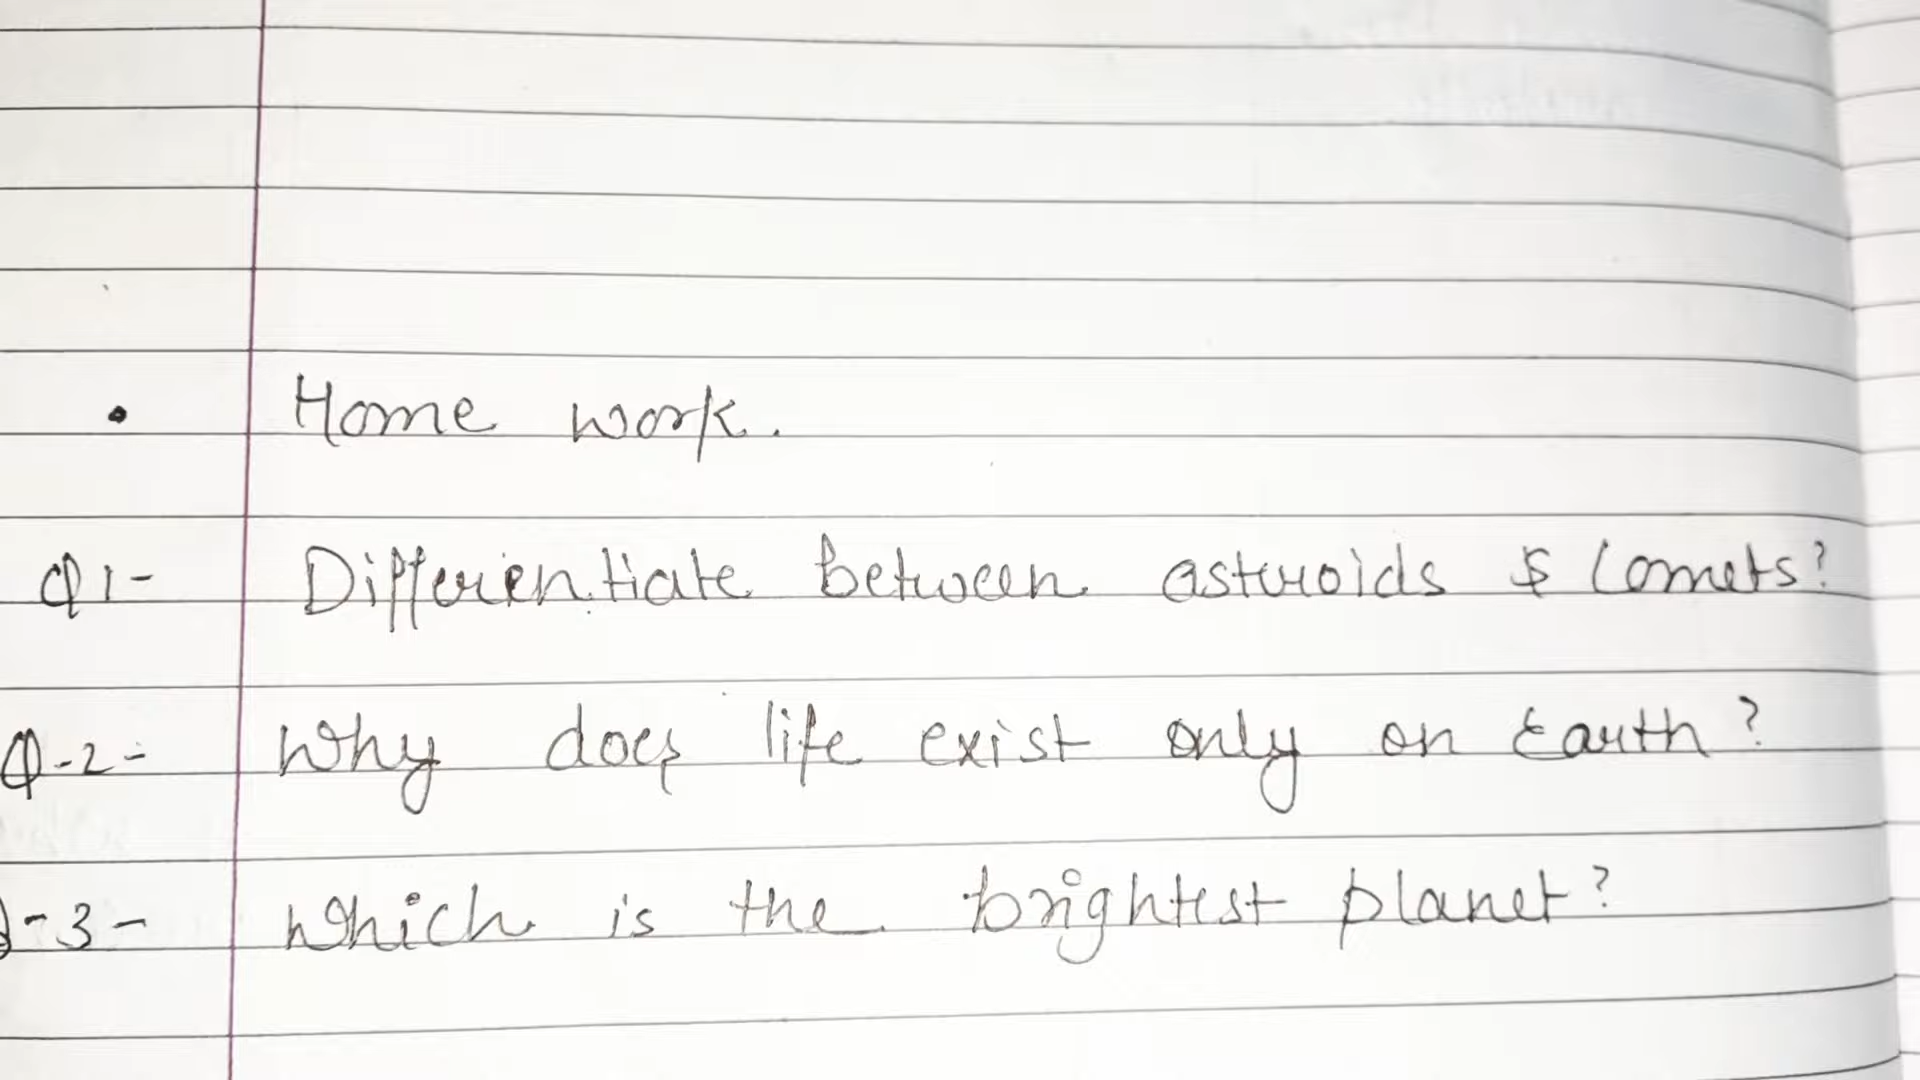 • Home work.
Q1- Differentiate between asteroids & Comets?
Q-2- Why does life exist only on Earth?
Q-3- Which is the brightest planet?